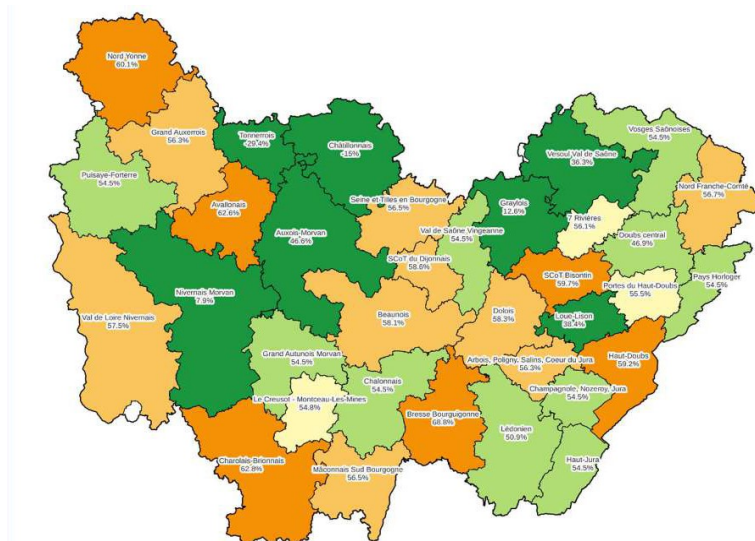 Nord Yonne
60.1%
Grand Auxerrois
56.3%
Tonnerrois
-29.4%
Châtillonnais
-15%
Puisaye-Forterre
54.5%
Avallonais
62.6%
Auxois-Morvan
46.6%
Seine et Tilles en Bourgogne
56.5%
Val de Saône Vingeanne
54.5%
SCoT du Dijonnais
58.6%
Graylois
12.6%
Vesoul Val de Saône
36.3%
Vosges Saônoises
54.5%
Nord Franche-Comté
56.7%
7 Rivières
56.1%
Doubs central
46.9%
Pays Horloger
54.5%
SCoT Bisontin
59.7%
Portes du Haut-Doubs
55.5%
Nivernais Morvan
7.9%
Val de Loire Nivernais
57.5%
Beaunois
58.1%
Dolois
58.3%
Loue-Lison
38.4%
Haut-Doubs
59.2%
Grand Autunois Morvan
54.5%
Arbois, Poligny, Salins, Coeur du Jura
56.3%
Chalonnais
54.5%
Champagnole, Nozeroy, Jura
54.5%
Le Creusot - Montceau-Les-Mines
54.8%
Bresse Bourguignonne
68.8%
Lédonien
50.9%
Haut-Jura
54.5%
Charolais-Brionnais
62.8%
Mâconnais Sud Bourgogne
56.5%